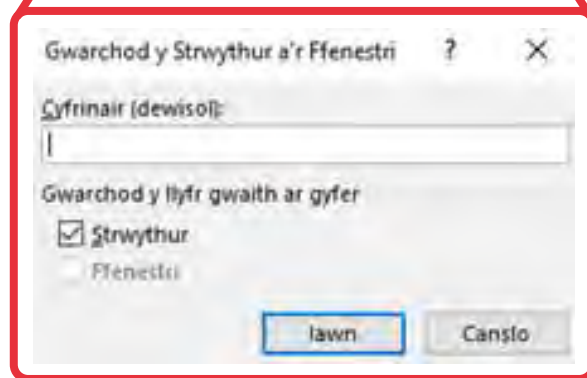 Gwarchod y Strwythur a'r Ffenestri ?
Cyfrinair (dewisol):
Gwarchod y llyfr gwaith ar gyfer
Strwythur
Ffenestri
Iawn Canslo